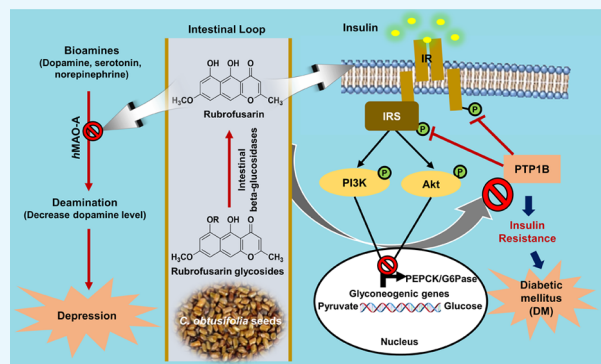 Bioamines
(Dopamine, serotonin,
norepinephrine)
hMAO-A
Deamination
(Decrease dopamine level)
Depression
Intestinal Loop
OH
OH
O
H₃CO
O
CH₃
Rubrofusarin
Intestinal
beta-glucosidases
OR
OH
O
H₃CO
O
CH₃
Rubrofusarin glycosides
C. obtusifolia seeds
Insulin
IR
IRS
P
P
PI3K
P
Akt
P
PTP1B
Insulin
Resistance
Diabetic
mellitus
(DM)
PEPCK/G6Pase
Glyconeogenic genes
Pyruvate
Glucose
Nucleus